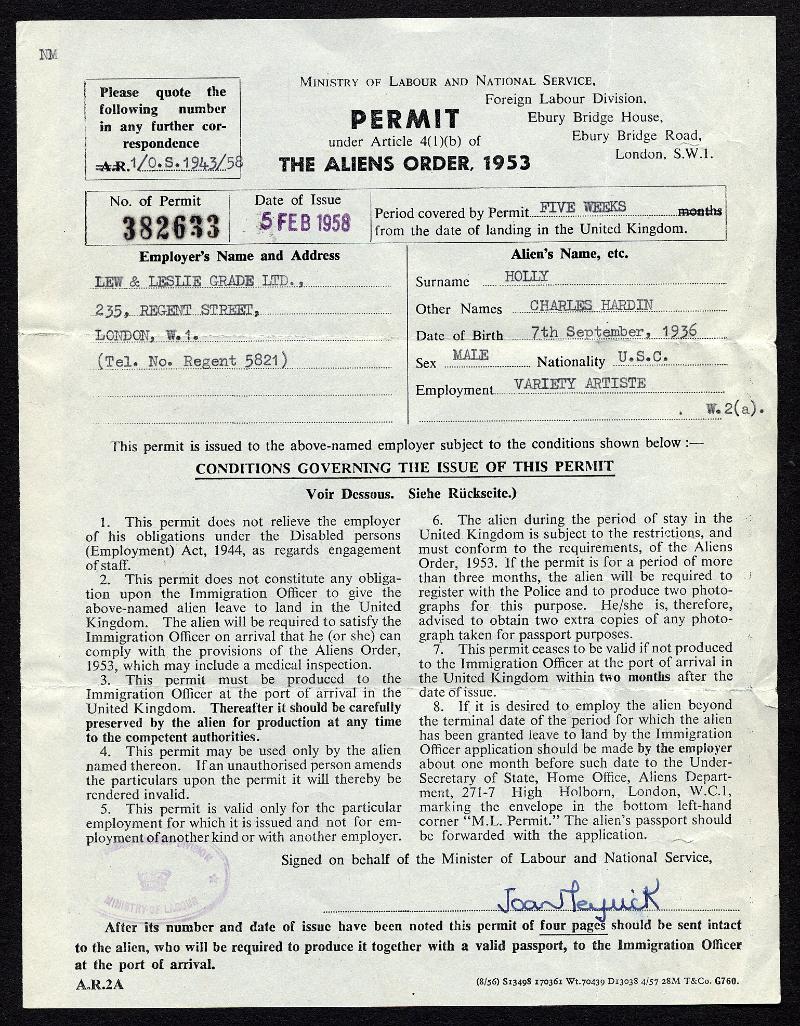 NM
Please quote the
following number
in any further cor-
respondence
A.R.1/O.S.1943/58
MINISTRY OF LABOUR AND NATIONAL SERVICE,
Foreign Labour Division,
Ebury Bridge House,
Ebury Bridge Road,
London, S.W.1.
PERMIT
under Article 4(1)(b) of
THE ALIENS ORDER, 1953
No. of Permit
382633
Date of Issue
5 FEB 1958
Period covered by Permit FIVE WEEKS months
from the date of landing in the United Kingdom.
Employer's Name and Address
LEW & LESLIE GRADE LTD.,
235, REGENT STREET,
LONDON, W.1.
(Tel. No. Regent 5821)
Alien's Name, etc.
Surname HOLLY
Other Names CHARLES HARDIN
Date of Birth 7th September, 1936
Sex MALE Nationality U.S.C.
Employment VARIETY ARTISTE
W.2(a).
This permit is issued to the above-named employer subject to the conditions shown below :—
CONDITIONS GOVERNING THE ISSUE OF THIS PERMIT
Voir Dessous. Siehe Rückseite.)
1. This permit does not relieve the employer
of his obligations under the Disabled persons
(Employment) Act, 1944, as regards engagement
of staff.
2. This permit does not constitute any obliga-
tion upon the Immigration Officer to give the
above-named alien leave to land in the United
Kingdom. The alien will be required to satisfy the
Immigration Officer on arrival that he (or she) can
comply with the provisions of the Aliens Order,
1953, which may include a medical inspection.
3. This permit must be produced to the
Immigration Officer at the port of arrival in the
United Kingdom. Thereafter it should be carefully
preserved by the alien for production at any time
to the competent authorities.
4. This permit may be used only by the alien
named thereon. If an unauthorised person amends
the particulars upon the permit it will thereby be
rendered invalid.
5. This permit is valid only for the particular
employment for which it is issued and not for em-
ployment of another kind or with another employer.
6. The alien during the period of stay in the
United Kingdom is subject to the restrictions, and
must conform to the requirements, of the Aliens
Order, 1953. If the permit is for a period of more
than three months, the alien will be required to
register with the Police and to produce two photo-
graphs for this purpose. He/she is, therefore,
advised to obtain two extra copies of any photo-
graph taken for passport purposes.
7. This permit ceases to be valid if not produced
to the Immigration Officer at the port of arrival in
the United Kingdom within two months after the
date of issue.
8. If it is desired to employ the alien beyond
the terminal date of the period for which the alien
has been granted leave to land by the Immigration
Officer application should be made by the employer
about one month before such date to the Under-
Secretary of State, Home Office, Aliens Depart-
ment, 271-7 High Holborn, London, W.C.1,
marking the envelope in the bottom left-hand
corner "M.L. Permit." The alien's passport should
be forwarded with the application.
MINISTRY OF LABOUR
Signed on behalf of the Minister of Labour and National Service,
Joan Meynick
After its number and date of issue have been noted this permit of four pages should be sent intact
to the alien, who will be required to produce it together with a valid passport, to the Immigration Officer
at the port of arrival.
A.R.2A
(8/56) S13498 170361 Wt.70439 D13038 4/57 28M T&Co. G760.